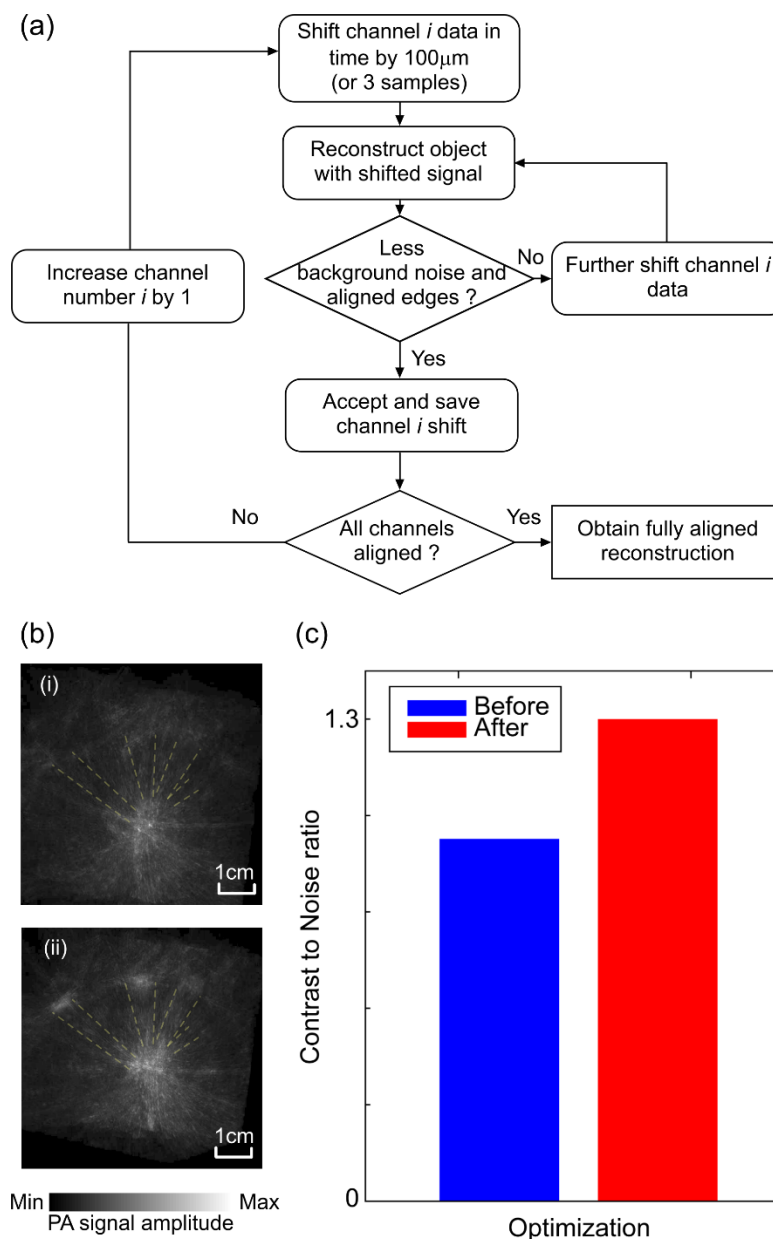 (a)
Shift channel i data in
time by 100μm
(or 3 samples)
Reconstruct object
with shifted signal
Less
background noise and
aligned edges ?
No
Further shift channel i
data
Increase channel
number i by 1
Yes
Accept and save
channel i shift
All channels
aligned ?
No
Yes
Obtain fully aligned
reconstruction
(b)
(i)
1cm
(ii)
1cm
Min
Max
PA signal amplitude
(c)
Before
After
1.3
0
Contrast to Noise ratio
Optimization